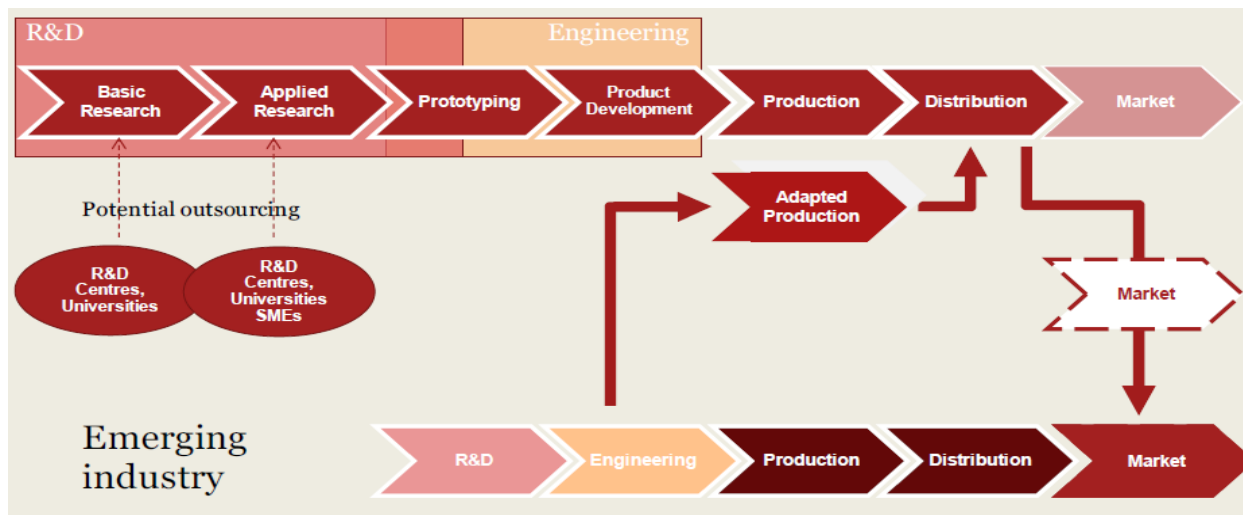 R&D
Engineering
Basic
Research
Applied
Research
Prototyping
Product
Development
Production
Distribution
Market
Potential outsourcing
Adapted
Production
R&D
Centres,
Universities
R&D
Centres,
Universities
SMEs
Market
Emerging
industry
R&D
Engineering
Production
Distribution
Market